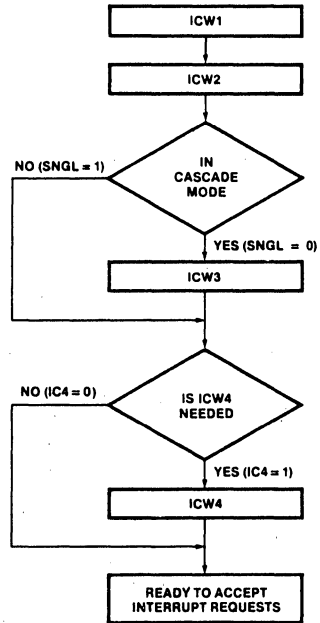 ICW1
ICW2
IN
CASCADE
MODE
NO (SNGL = 1)
YES (SNGL = 0)
ICW3
IS ICW4
NEEDED
NO (IC4 = 0)
YES (IC4 = 1)
ICW4
READY TO ACCEPT
INTERRUPT REQUESTS